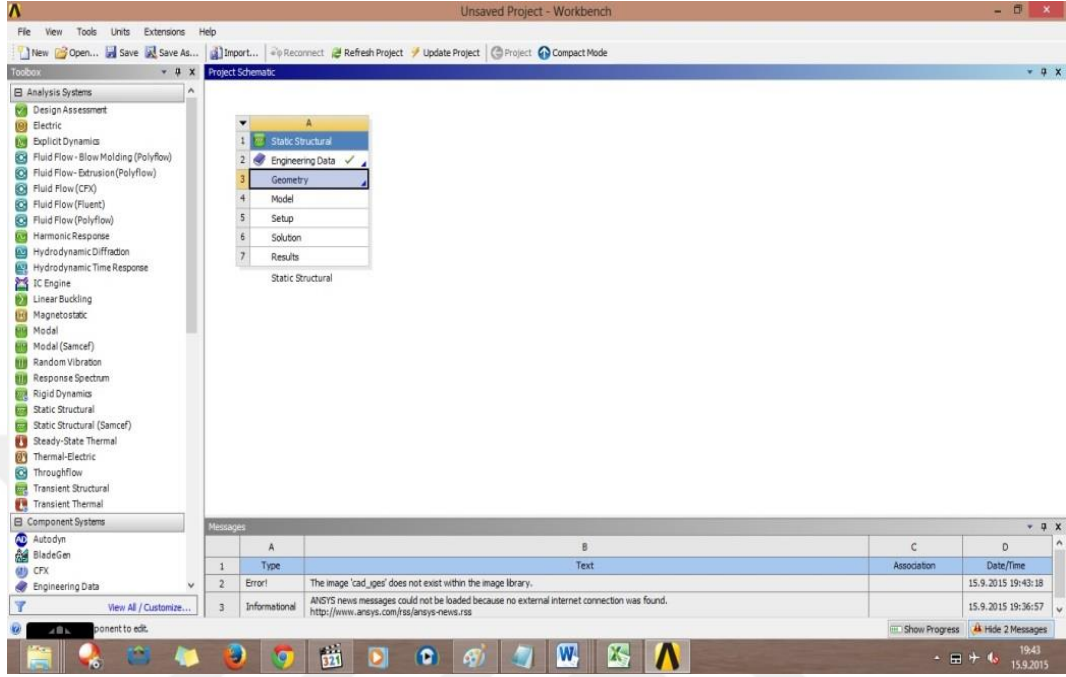 Unsaved Project - Workbench
File View Tools Units Extensions Help
New Open... Save Save As... Import... Reconnect Refresh Project Update Project Project Compact Mode
Toolbox
Analysis Systems
Design Assessment
Electric
Explicit Dynamics
Fluid Flow - Blow Molding (Polyflow)
Fluid Flow - Extrusion (Polyflow)
Fluid Flow (CFX)
Fluid Flow (Fluent)
Fluid Flow (Polyflow)
Harmonic Response
Hydrodynamic Diffraction
Hydrodynamic Time Response
IC Engine
Linear Buckling
Magnetostatic
Modal
Modal (Samcef)
Random Vibration
Response Spectrum
Rigid Dynamics
Static Structural
Static Structural (Samcef)
Steady-State Thermal
Thermal-Electric
Throughflow
Transient Structural
Transient Thermal
Component Systems
Autodyn
BladeGen
CFX
Engineering Data
View All / Customize...
Project Schematic
A
1 Static Structural
2 Engineering Data
3 Geometry
4 Model
5 Setup
6 Solution
7 Results
Static Structural
Messages
A B C D
1 Type Text Association Date/Time
2 Error! The image 'cad_iges' does not exist within the image library. 15.9.2015 19:43:18
3 Informational ANSYS news messages could not be loaded because no external internet connection was found. 15.9.2015 19:36:57
http://www.ansys.com/rss/ansys-news.rss
ponent to edit. Show Progress Hide 2 Messages
321
19:43
15.9.2015